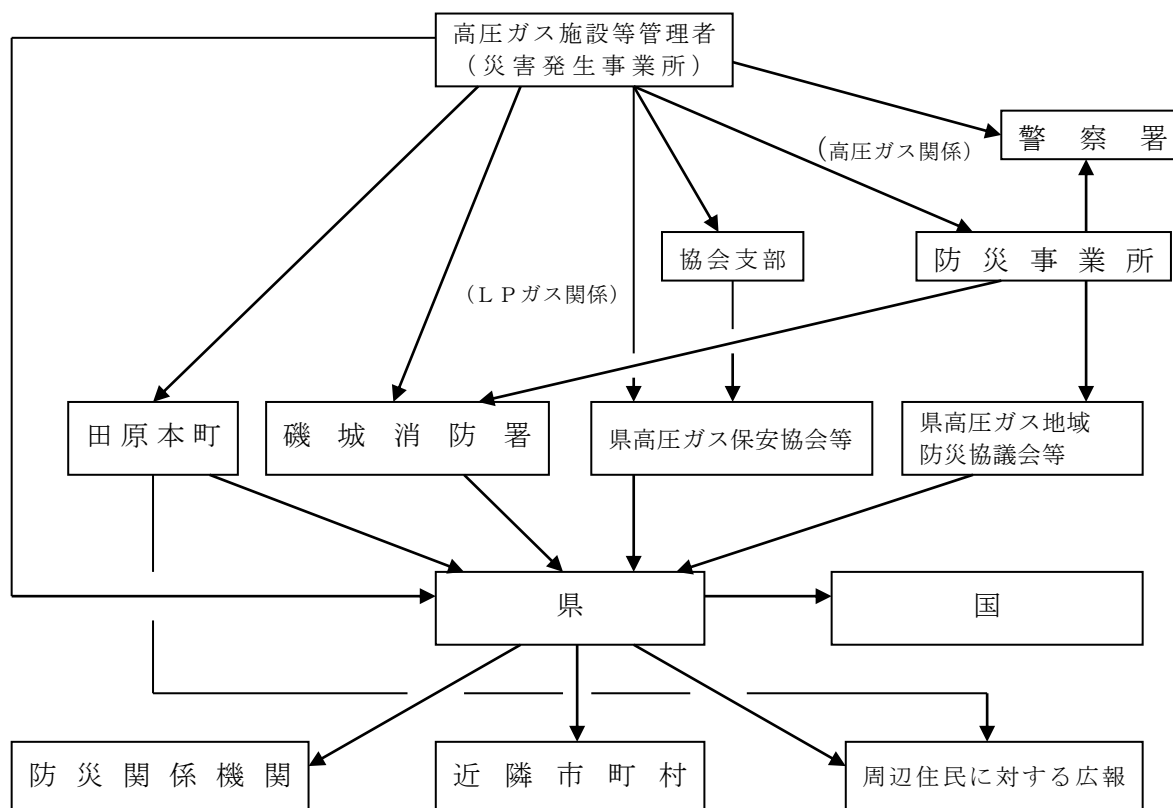 高圧ガス施設等管理者
（災害発生事業所）
警察署
（高圧ガス関係）
協会支部
防災事業所
（ＬＰガス関係）
田原本町
磯城消防署
県高圧ガス保安協会等
県高圧ガス地域
防災協議会等
県
国
防災関係機関
近隣市町村
周辺住民に対する広報